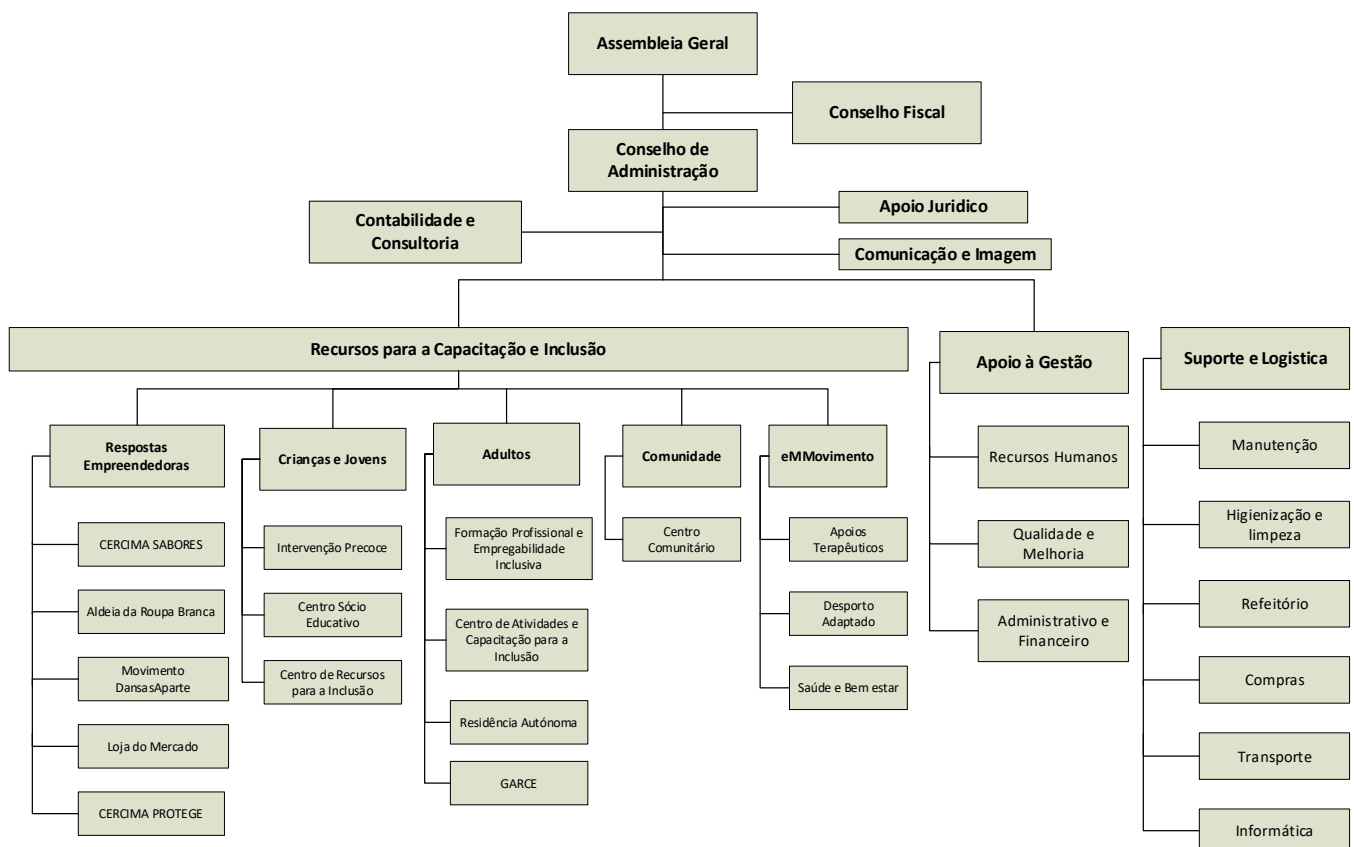 Assembleia Geral
Conselho Fiscal
Conselho de
Administração
Apoio Juridico
Contabilidade e
Consultoria
Comunicação e Imagem
Recursos para a Capacitação e Inclusão
Apoio à Gestão
Suporte e Logistica
Respostas
Empreendedoras
Crianças e Jovens
Adultos
Comunidade
eMMovimento
CERCIMA SABORES
Aldeia da Roupa Branca
Movimento
DansasAparte
Loja do Mercado
CERCIMA PROTEGE
Intervenção Precoce
Centro Sócio
Educativo
Centro de Recursos
para a Inclusão
Formação Profissional e
Empregabilidade
Inclusiva
Centro de Atividades e
Capacitação para a
Inclusão
Residência Autónoma
GARCE
Centro
Comunitário
Apoios
Terapêuticos
Desporto
Adaptado
Saúde e Bem estar
Recursos Humanos
Qualidade e
Melhoria
Administrativo e
Financeiro
Manutenção
Higienização e
limpeza
Refeitório
Compras
Transporte
Informática